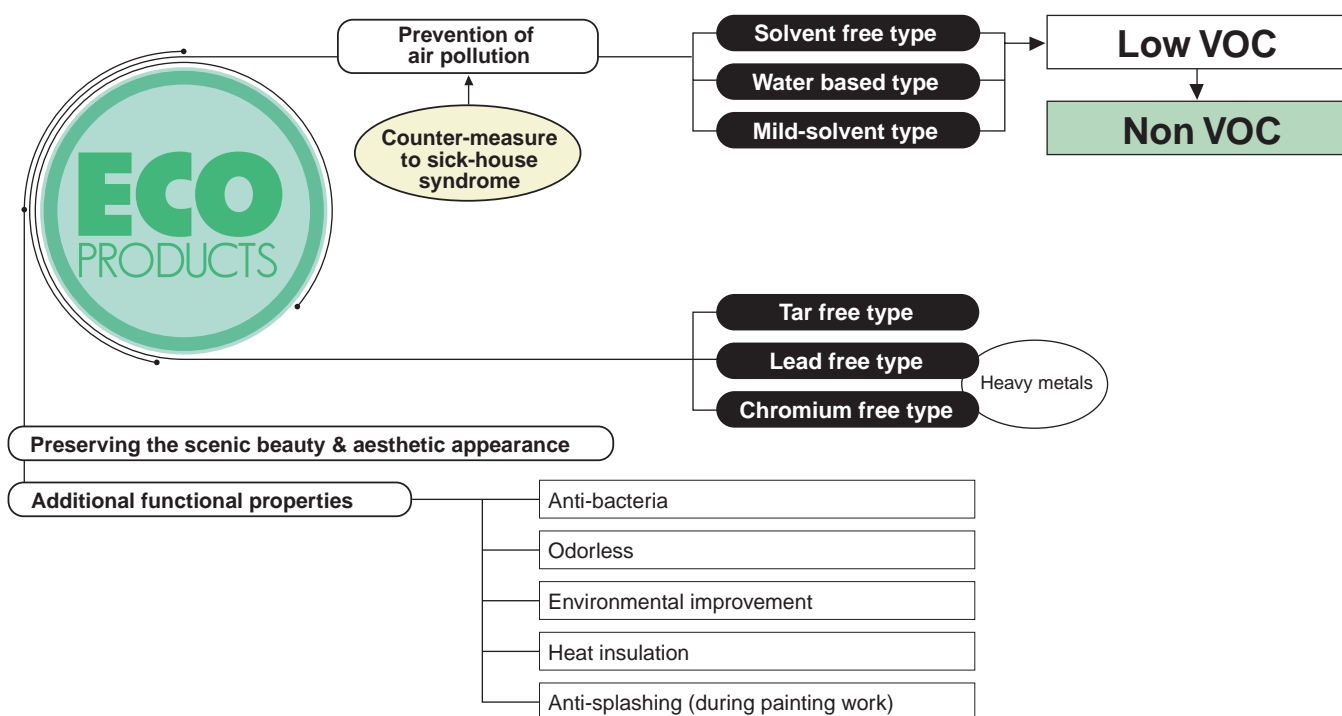 ECO
PRODUCTS
Prevention of
air pollution
Counter-measure
to sick-house
syndrome
Solvent free type
Water based type
Mild-solvent type
Low VOC
Non VOC
Tar free type
Lead free type
Chromium free type
Heavy metals
Preserving the scenic beauty & aesthetic appearance
Additional functional properties
Anti-bacteria
Odorless
Environmental improvement
Heat insulation
Anti-splashing (during painting work)